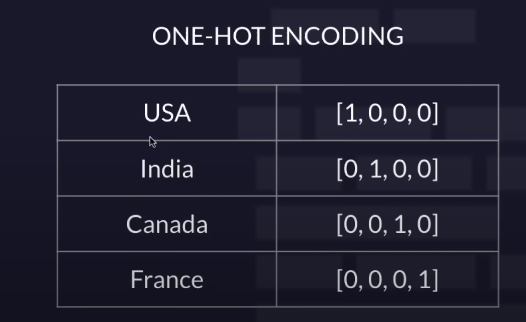 ONE-HOT ENCODING
USA [1, 0, 0, 0]
India [0, 1, 0, 0]
Canada [0, 0, 1, 0]
France [0, 0, 0, 1]